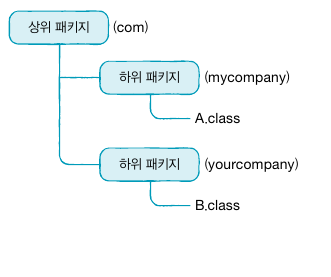 상위 패키지 (com)
하위 패키지 (mycompany)
A.class
하위 패키지 (yourcompany)
B.class